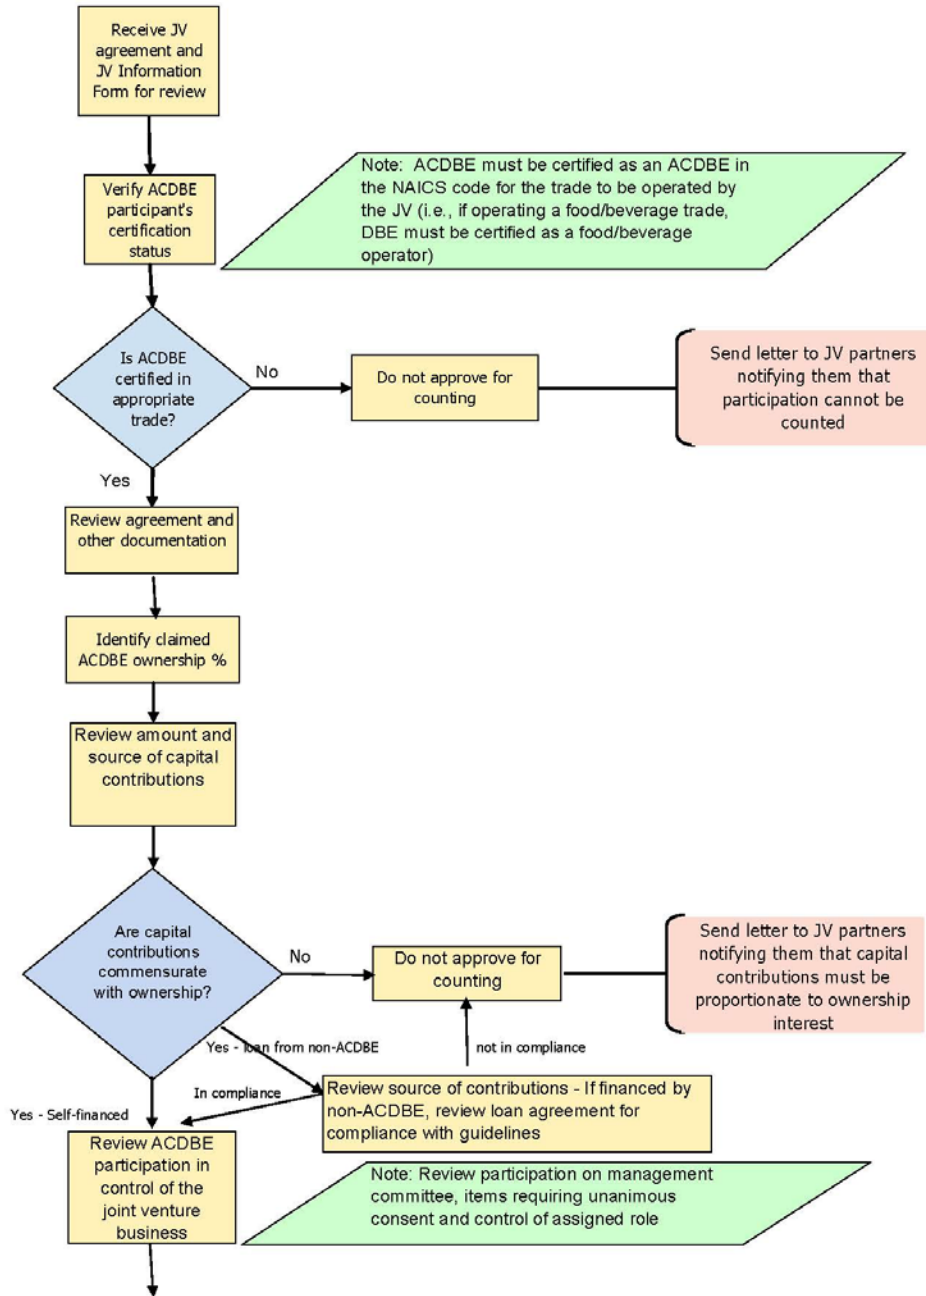 Receive JV
agreement and
JV Information
Form for review
Note:  ACDBE must be certified as an ACDBE in
the NAICS code for the trade to be operated by
the JV (i.e., if operating a food/beverage trade,
DBE must be certified as a food/beverage
operator)
Verify ACDBE
participant's
certification
status
Is ACDBE
certified in
appropriate
trade?
No
Do not approve for
counting
Send letter to JV partners
notifying them that
participation cannot be
counted
Yes
Review agreement and
other documentation
Identify claimed
ACDBE ownership %
Review amount and
source of capital
contributions
Are capital
contributions
commensurate
with ownership?
No
Do not approve for
counting
Send letter to JV partners
notifying them that capital
contributions must be
proportionate to ownership
interest
Yes - loan from non-ACDBE
not in compliance
In compliance
Review source of contributions - If financed by
non-ACDBE, review loan agreement for
compliance with guidelines
Yes - Self-financed
Review ACDBE
participation in
control of the
joint venture
business
Note: Review participation on management
committee, items requiring unanimous
consent and control of assigned role